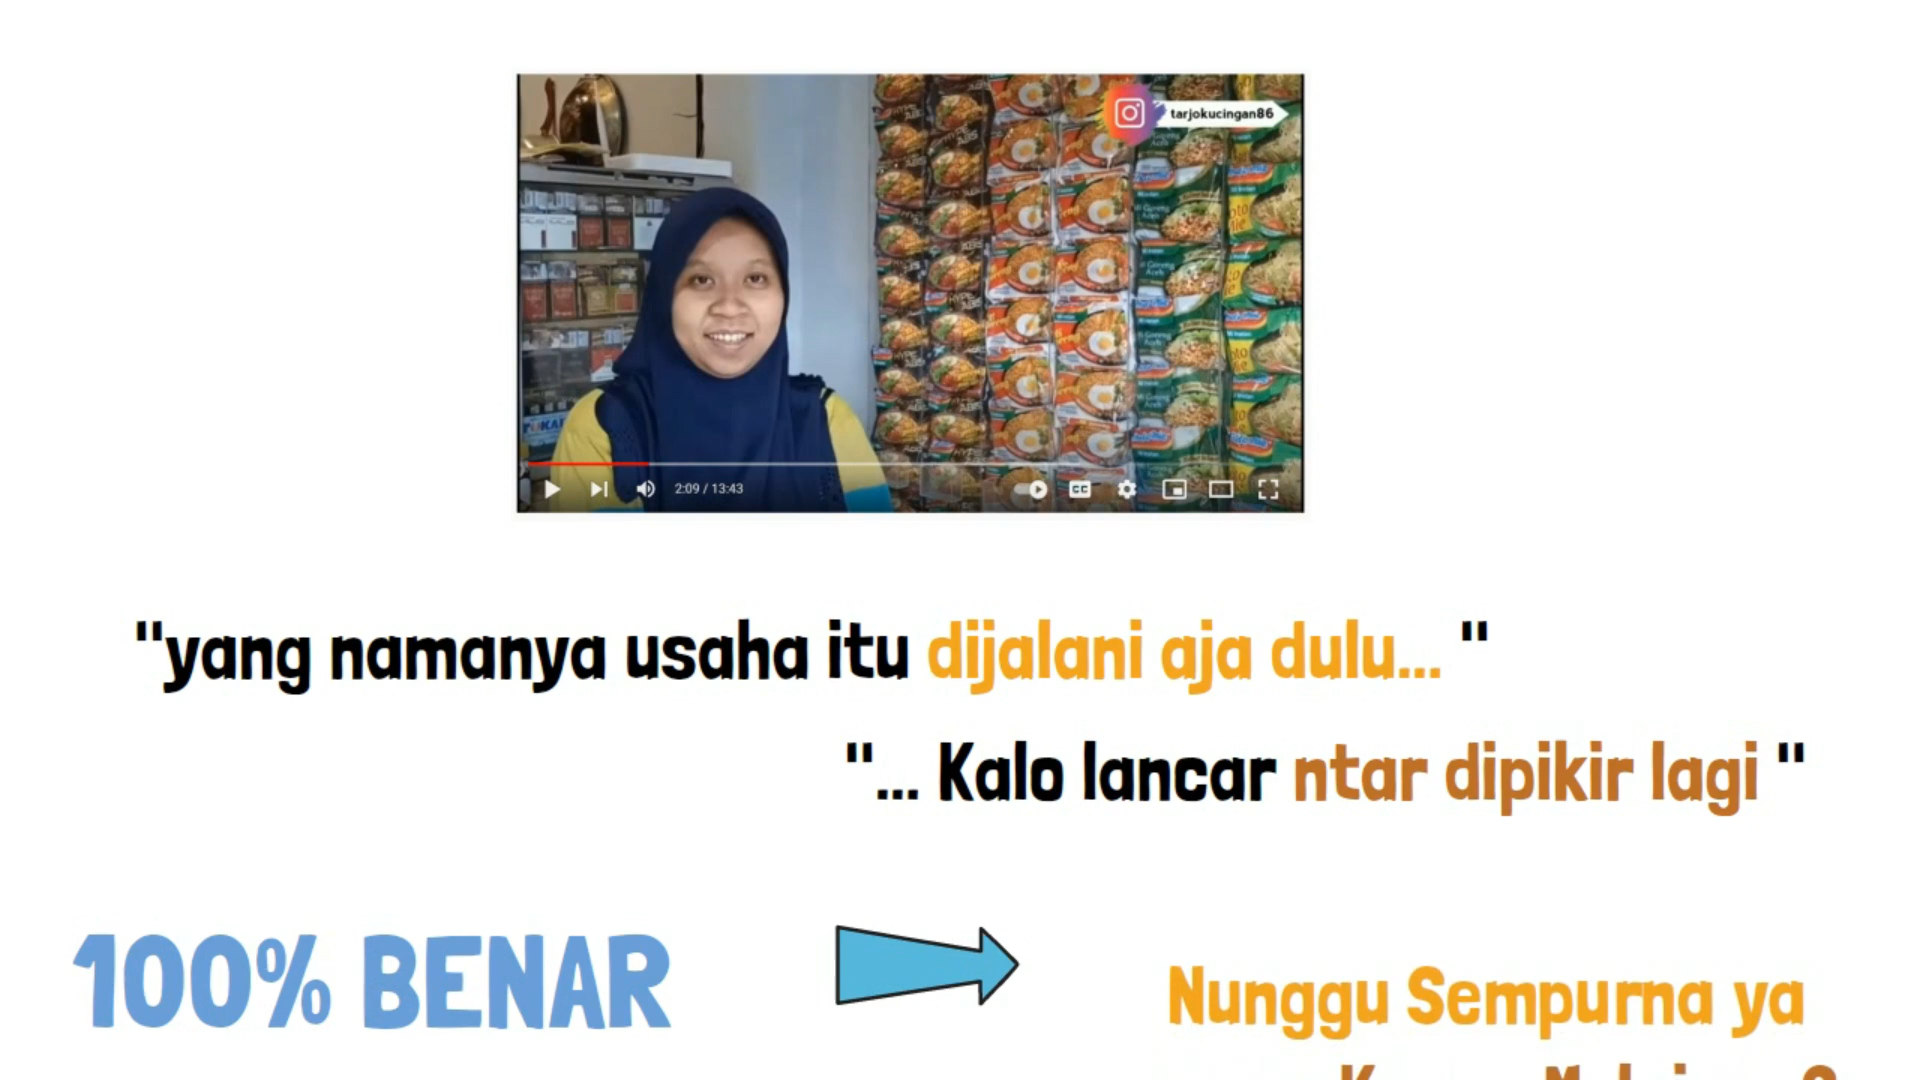 tarjokucingan86
2:09 / 13:43
CC
"yang namanya usaha itu dijalani aja dulu... "
"... Kalo lancar ntar dipikir lagi "
100% BENAR
Nunggu Sempurna ya